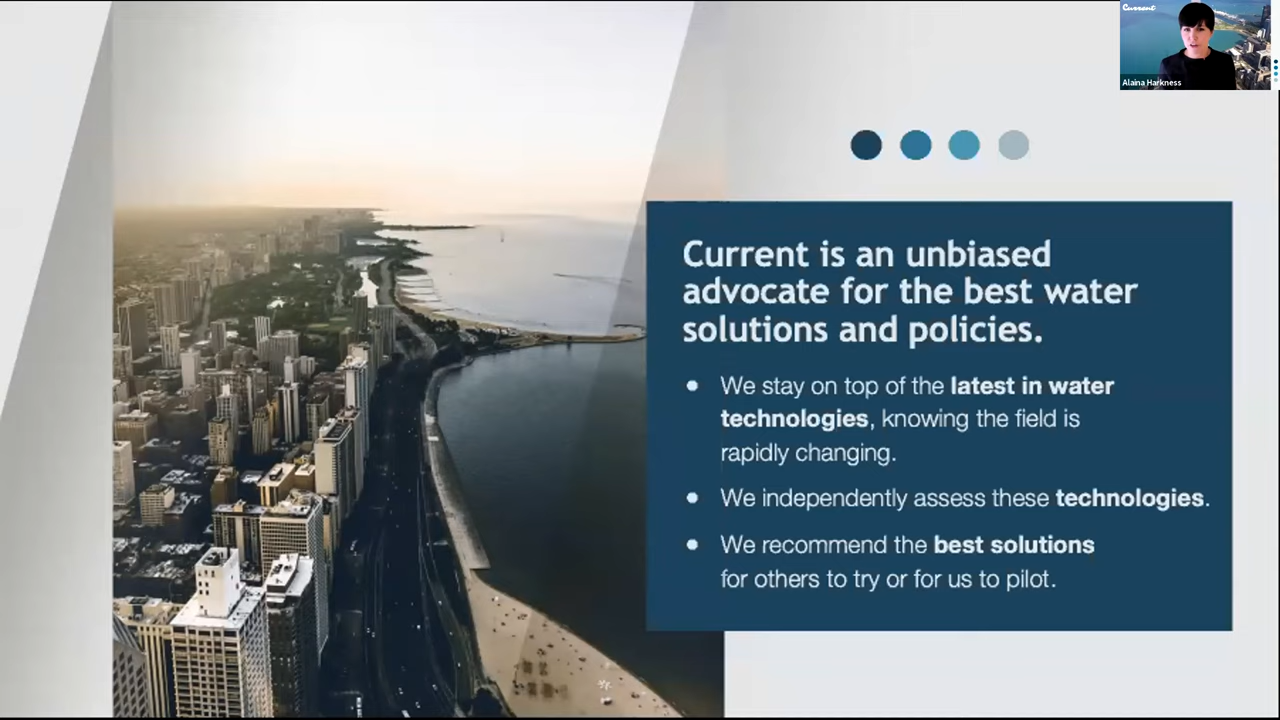 Current
Alaina Harkness
Current is an unbiased
advocate for the best water
solutions and policies.
We stay on top of the latest in water
technologies, knowing the field is
rapidly changing.
We independently assess these technologies.
We recommend the best solutions
for others to try or for us to pilot.